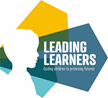 LEADING
LEARNERS
Guiding children to promising futures